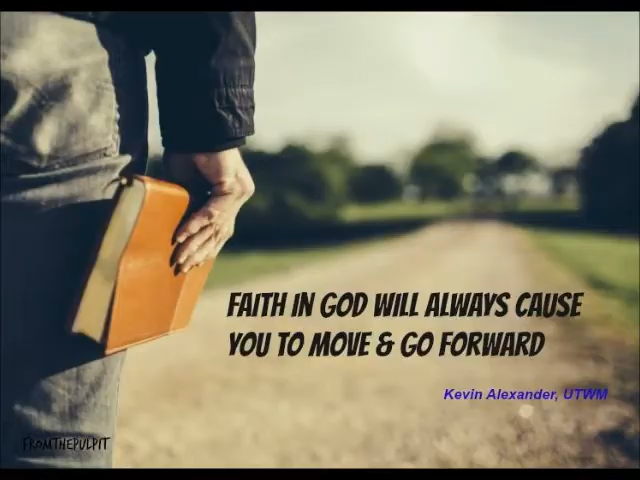 FAITH IN GOD WILL ALWAYS CAUSE
YOU TO MOVE & GO FORWARD
Kevin Alexander, UTWM
FROMTHEPULPIT